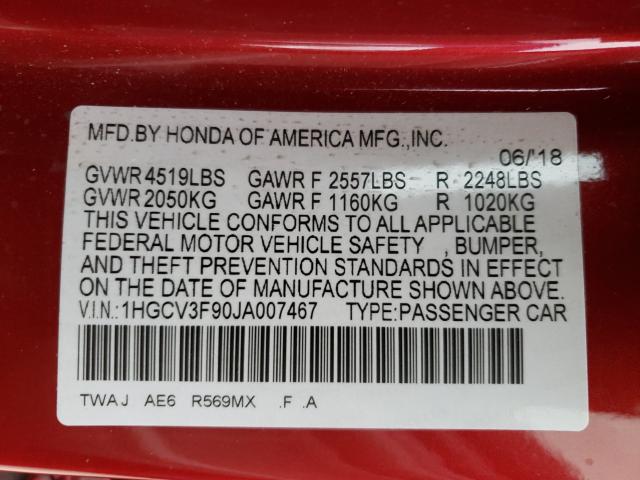 MFD.BY HONDA OF AMERICA MFG.,INC.
06/'18
GVWR 4519LBS GAWR F 2557LBS R 2248LBS
GVWR 2050KG GAWR F 1160KG R 1020KG
THIS VEHICLE CONFORMS TO ALL APPLICABLE
FEDERAL MOTOR VEHICLE SAFETY , BUMPER,
AND THEFT PREVENTION STANDARDS IN EFFECT
ON THE DATE OF MANUFACTURE SHOWN ABOVE.
V.I.N.:1HGCV3F90JA007467 TYPE:PASSENGER CAR
TWAJ AE6 R569MX .F .A